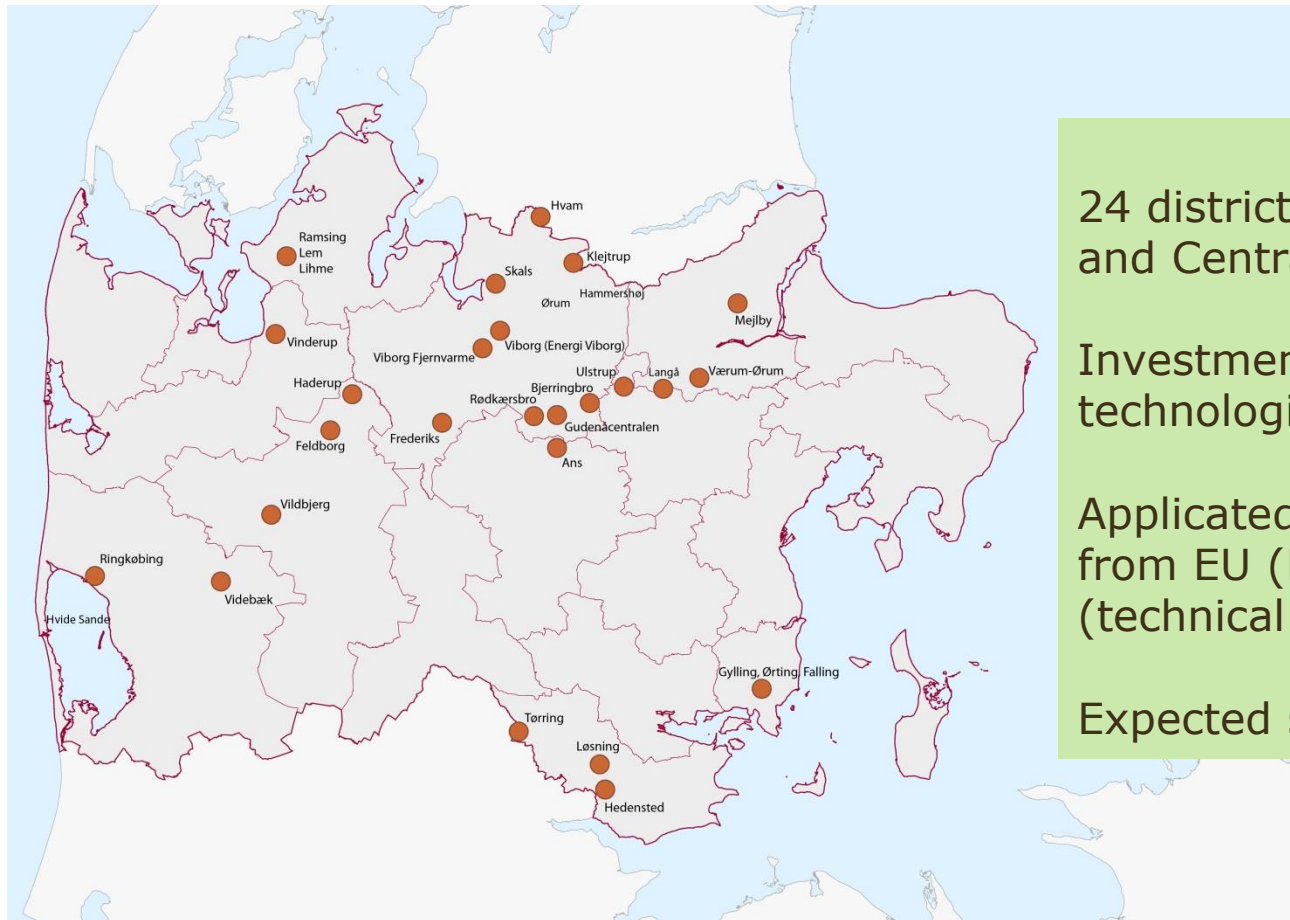 Hvam
Ramsing
Lem
Lihme
Klejtrup
Skals
Hammershøj
Ørum
Mejlby
Vinderup
Viborg (Energi Viborg)
Viborg Fjernvarme
Ulstrup
Langå
Værum-Ørum
Haderup
Bjerringbro
Rødkærsbro
Gudenåcentralen
Frederiks
Feldborg
Ans
Vildbjerg
Ringkøbing
Videbæk
Hvide Sande
Gylling, Ørting, Falling
Tørring
Løsning
Hedensted
24 district
and Centra
Investmen
technologi
Applicated
from EU (
(technical
Expected s